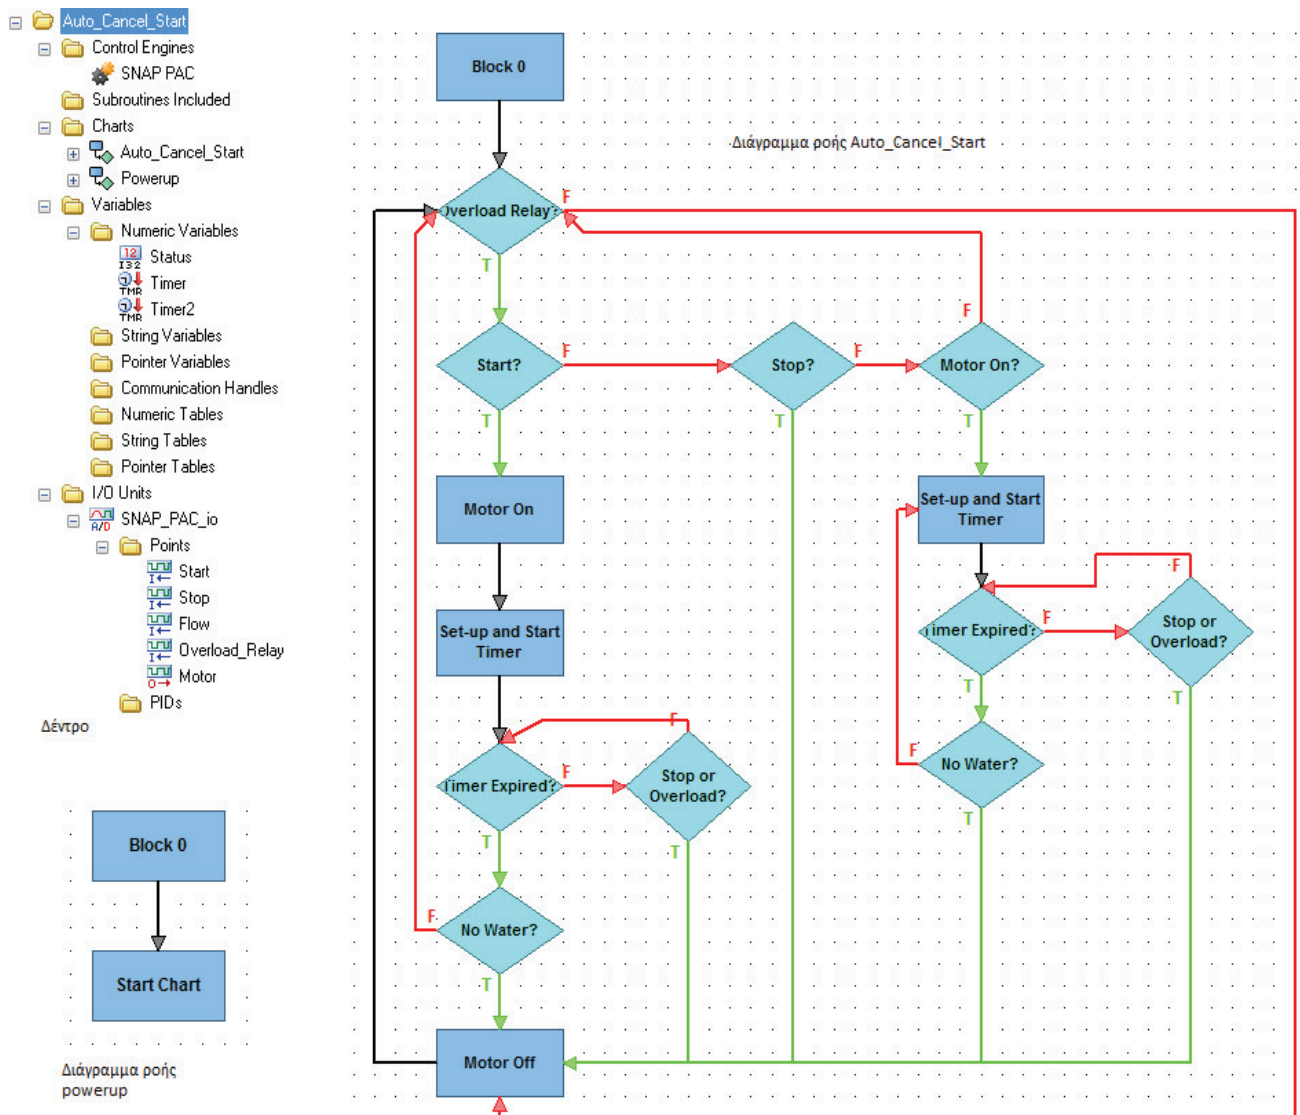 Auto_Cancel_Start
Control Engines
SNAP PAC
Subroutines Included
Charts
Auto_Cancel_Start
Powerup
Variables
Numeric Variables
12
I32
Status
TMR
Timer
TMR
Timer2
String Variables
Pointer Variables
Communication Handles
Numeric Tables
String Tables
Pointer Tables
I/O Units
A/D
SNAP_PAC_io
Points
I
Start
I
Stop
I
Flow
I
Overload_Relay
O
Motor
PIDs
Δέντρο
Block 0
Start Chart
Διάγραμμα ροής
powerup
Block 0
Διάγραμμα ροής Auto_Cancel_Start
Overload Relay?
F
T
Start?
F
T
Stop?
F
T
Motor On?
F
T
Motor On
Set-up and Start
Timer
Set-up and Start
Timer
Timer Expired?
F
T
Stop or
Overload?
F
T
Timer Expired?
F
T
Stop or
Overload?
F
T
No Water?
F
T
No Water?
F
T
Motor Off